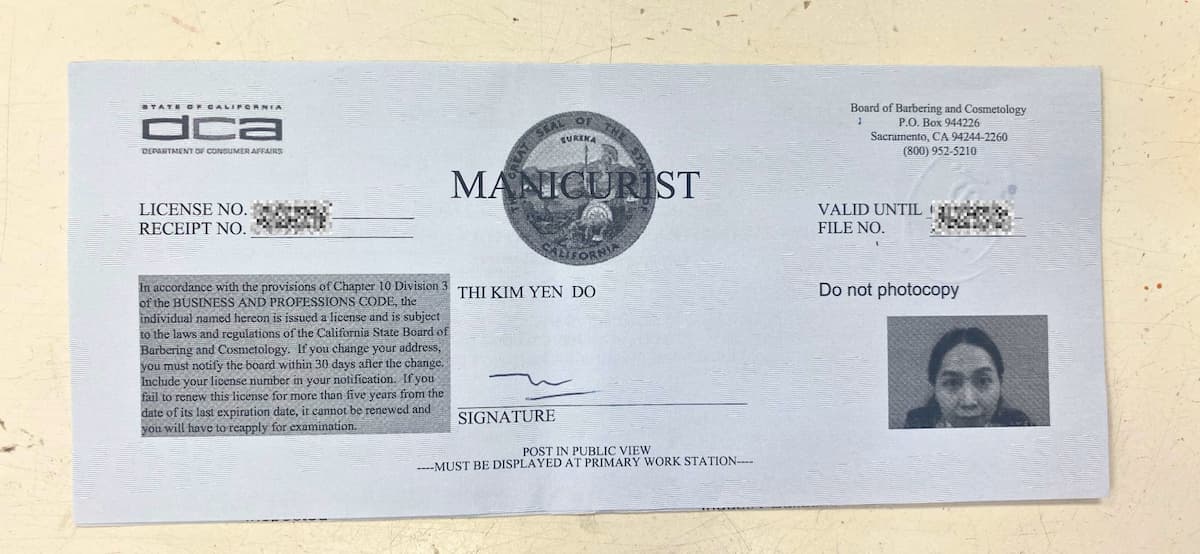 STATE OF CALIFORNIA
dca
DEPARTMENT OF CONSUMER AFFAIRS
Board of Barbering and Cosmetology
P.O. Box 944226
Sacramento, CA 94244-2260
(800) 952-5210
THE GREAT SEAL OF THE STATE
EUREKA
CALIFORNIA
MANICURIST
LICENSE NO.
RECEIPT NO.
VALID UNTIL
FILE NO.
In accordance with the provisions of Chapter 10 Division 3
of the BUSINESS AND PROFESSIONS CODE, the
individual named hereon is issued a license and is subject
to the laws and regulations of the California State Board of
Barbering and Cosmetology. If you change your address,
you must notify the board within 30 days after the change.
Include your license number in your notification. If you
fail to renew this license for more than five years from the
date of its last expiration date, it cannot be renewed and
you will have to reapply for examination.
THI KIM YEN DO
SIGNATURE
Do not photocopy
POST IN PUBLIC VIEW
----MUST BE DISPLAYED AT PRIMARY WORK STATION----